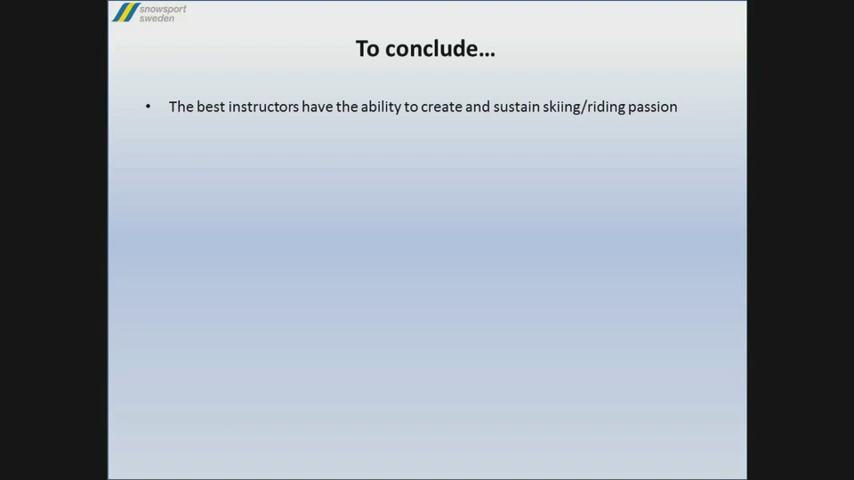 snowsport
sweden
To conclude…
• The best instructors have the ability to create and sustain skiing/riding passion